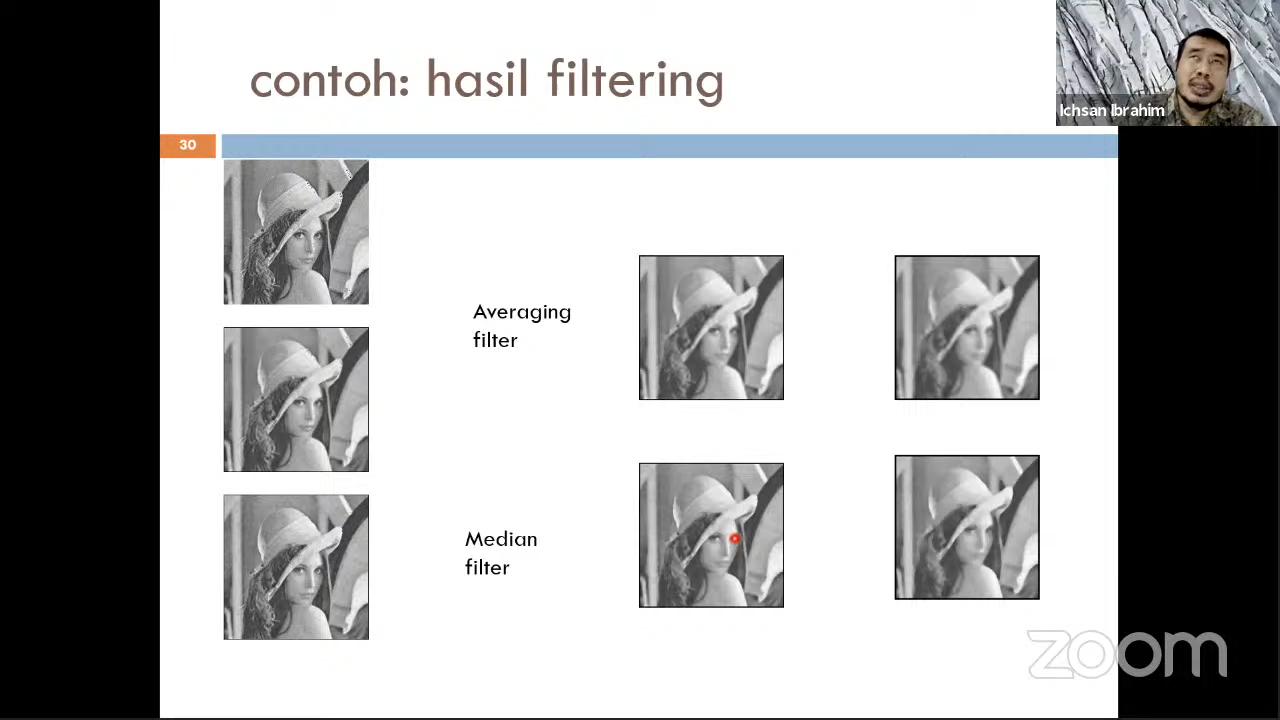 contoh: hasil filtering
Ichsan Ibrahim
30
Averaging
filter
Median
filter
zoom